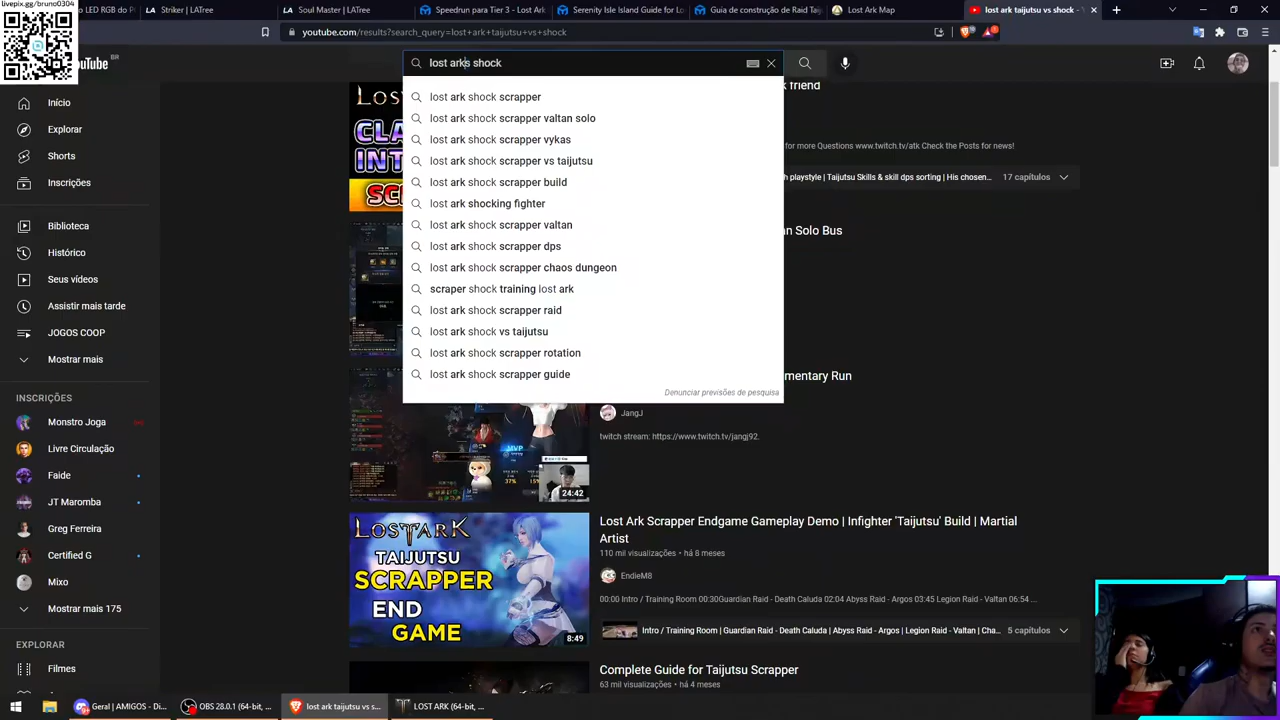 livepix.gg/bruno0304
LED RGB do P
Striker | LATree
Soul Master | LATree
Speedrun para Tier 3 - Lost Ark
Serenity Isle Island Guide for Lo
Guia de construção de Raid Taij
Lost Ark Map
lost ark taijutsu vs shock -
youtube.com/results?search_query=lost+ark+taijutsu+vs+shock
YouTube BR
lost arks shock
lost ark shock scrapper
lost ark shock scrapper valtan solo
lost ark shock scrapper vykas
lost ark shock scrapper vs taijutsu
lost ark shock scrapper build
lost ark shocking fighter
lost ark shock scrapper valtan
lost ark shock scrapper dps
lost ark shock scrapper chaos dungeon
scraper shock training lost ark
lost ark shock scrapper raid
lost ark shock vs taijutsu
lost ark shock scrapper rotation
lost ark shock scrapper guide
Denunciar previsões de pesquisa
Início
Explorar
Shorts
Inscrições
Biblioteca
Histórico
Seus vídeos
Assistir mais tarde
JOGOS COOP
Mostrar mais
INSCRIÇÕES
Monstro Joga
Livre Circulação
Faide
JT Maromba
Greg Ferreira
Certified G
Mixo
Mostrar mais 175
EXPLORAR
Filmes
LOS
CLA
INT
SC
friend
for more Questions www.twitch.tv/atk Check the Posts for news!
playstyle | Taijutsu Skills & skill dps sorting | His chosen...
17 capítulos
an Solo Bus
mentary Run
JangJ
twitch stream: https://www.twitch.tv/jangj92.
MVP
37%
15%
24:42
LOST ARK
TAIJUTSU
SCRAPPER
END
GAME
8:49
Lost Ark Scrapper Endgame Gameplay Demo | Infighter 'Taijutsu' Build | Martial
Artist
110 mil visualizações • há 8 meses
EndieM8
00:00 Intro / Training Room 00:30Guardian Raid - Death Caluda 02:04 Abyss Raid - Argos 03:45 Legion Raid - Valtan 06:54 ...
Intro / Training Room | Guardian Raid - Death Caluda | Abyss Raid - Argos | Legion Raid - Valtan | Cha...
5 capítulos
Complete Guide for Taijutsu Scrapper
63 mil visualizações • há 4 meses
Geral | AMIGOS - Di...
OBS 28.0.1 (64-bit, ...
lost ark taijutsu vs s...
LOST ARK (64-bit, ...